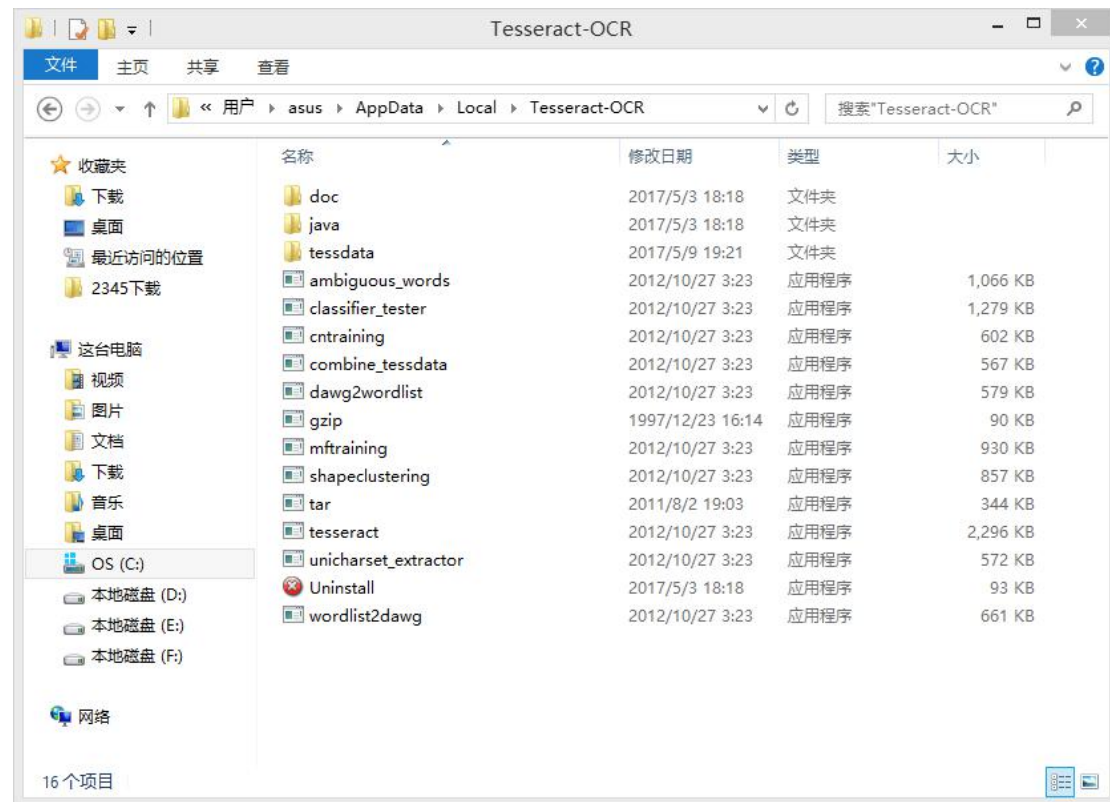 Tesseract-OCR
文件 主页 共享 查看
« 用户 asus AppData Local Tesseract-OCR 搜索"Tesseract-OCR"
收藏夹
下载
桌面
最近访问的位置
2345下载
这台电脑
视频
图片
文档
下载
音乐
桌面
OS (C:)
本地磁盘 (D:)
本地磁盘 (E:)
本地磁盘 (F:)
网络
名称 修改日期 类型 大小
doc 2017/5/3 18:18 文件夹
java 2017/5/3 18:18 文件夹
tessdata 2017/5/9 19:21 文件夹
ambiguous_words 2012/10/27 3:23 应用程序 1,066 KB
classifier_tester 2012/10/27 3:23 应用程序 1,279 KB
cntraining 2012/10/27 3:23 应用程序 602 KB
combine_tessdata 2012/10/27 3:23 应用程序 567 KB
dawg2wordlist 2012/10/27 3:23 应用程序 579 KB
gzip 1997/12/23 16:14 应用程序 90 KB
mftraining 2012/10/27 3:23 应用程序 930 KB
shapeclustering 2012/10/27 3:23 应用程序 857 KB
tar 2011/8/2 19:03 应用程序 344 KB
tesseract 2012/10/27 3:23 应用程序 2,296 KB
unicharset_extractor 2012/10/27 3:23 应用程序 572 KB
Uninstall 2017/5/3 18:18 应用程序 93 KB
wordlist2dawg 2012/10/27 3:23 应用程序 661 KB
16 个项目